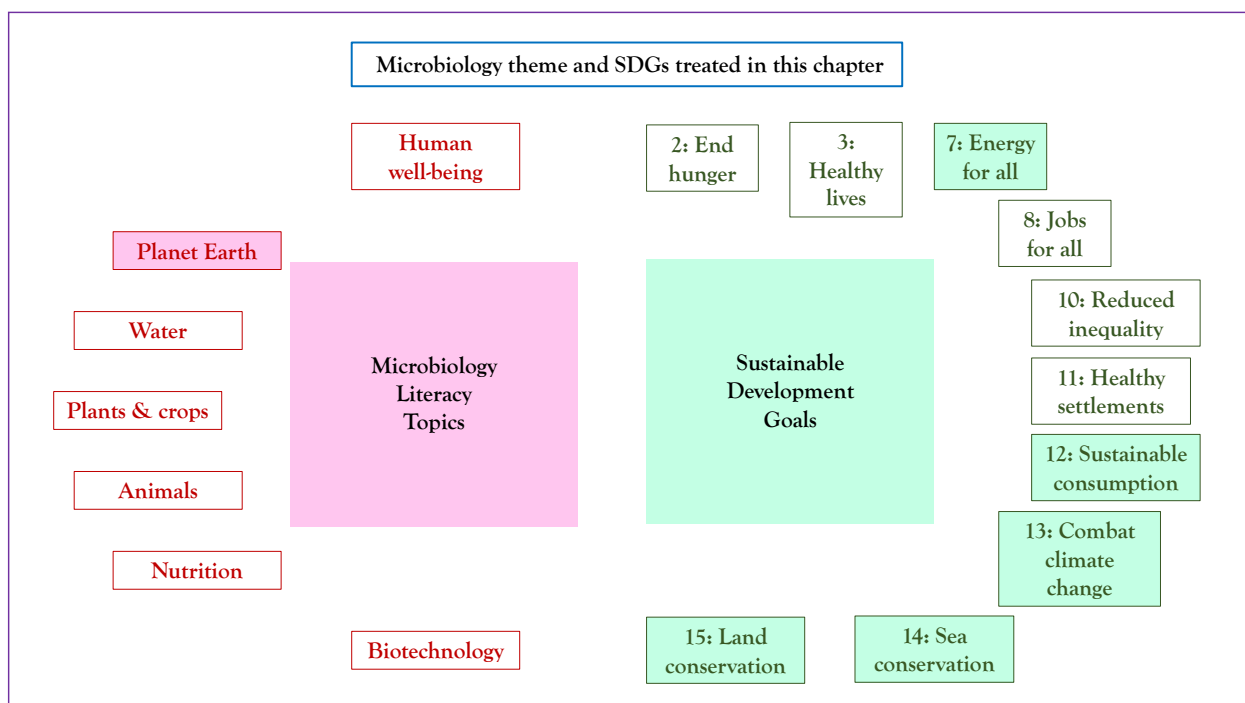 Microbiology theme and SDGs treated in this chapter
Human
well-being
Planet Earth
Water
Plants & crops
Animals
Nutrition
Biotechnology
Microbiology
Literacy
Topics
Sustainable
Development
Goals
2: End
hunger
3:
Healthy
lives
7: Energy
for all
8: Jobs
for all
10: Reduced
inequality
11: Healthy
settlements
12: Sustainable
consumption
13: Combat
climate
change
14: Sea
conservation
15: Land
conservation